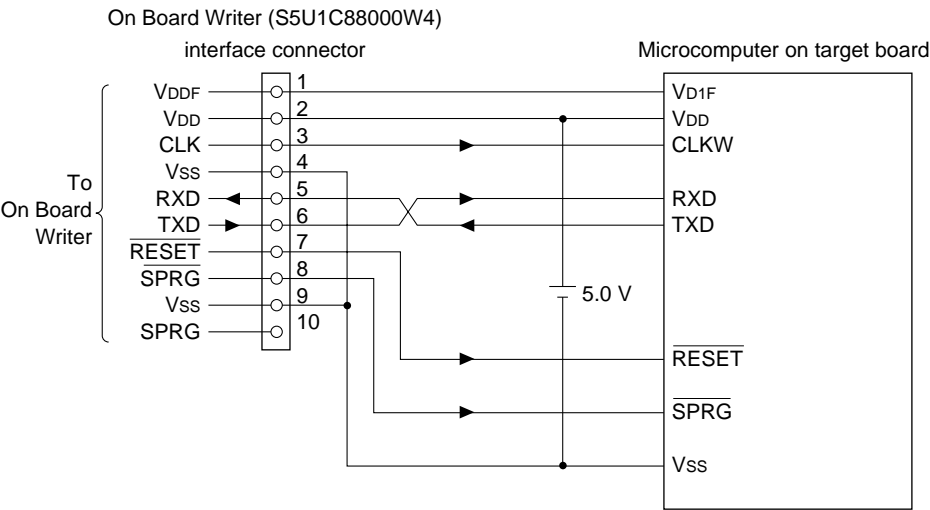 On Board Writer (S5U1C88000W4)
interface connector
Microcomputer on target board
VDDF 1 VD1F
VDD 2 VDD
CLK 3 CLKW
VSS 4
To On Board Writer
RXD 5 RXD
TXD 6 TXD
RESET 7
SPRG 8
VSS 9
SPRG 10
5.0 V
RESET
SPRG
VSS